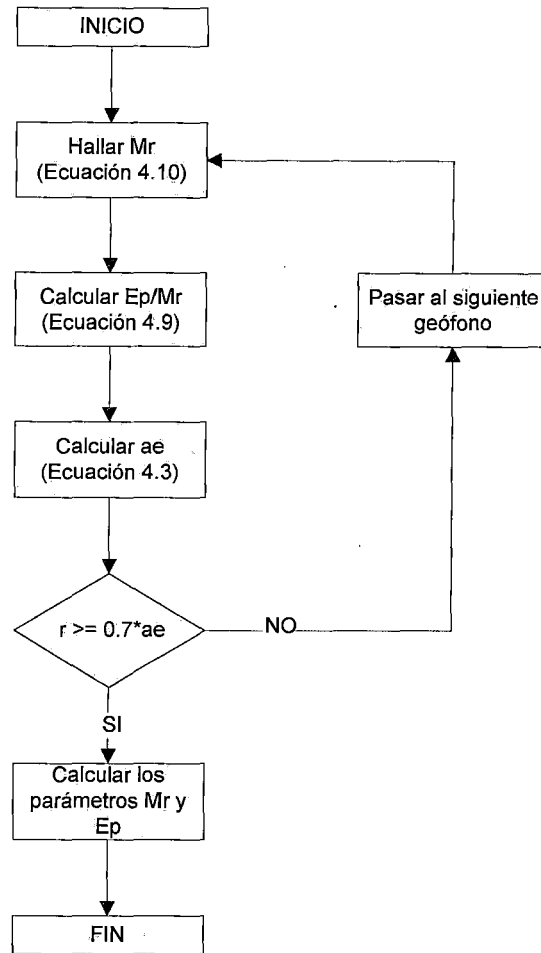 INICIO
Hallar Mr
(Ecuación 4.10)
Calcular Ep/Mr
(Ecuación 4.9)
Pasar al siguiente
geófono
Calcular ae
(Ecuación 4.3)
r >= 0.7*ae
NO
SI
Calcular los
parámetros Mr y
Ep
FIN